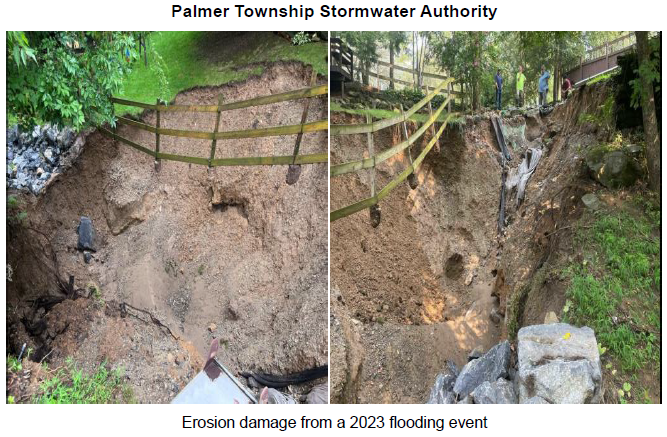 Palmer Township Stormwater Authority
Erosion damage from a 2023 flooding event